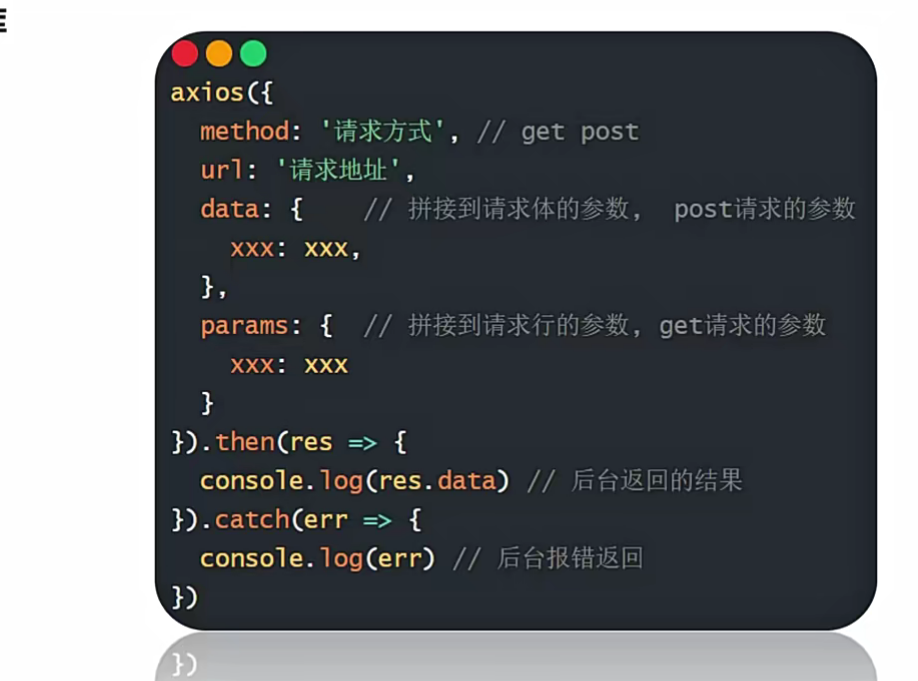 axios({
  method: '请求方式', // get post
  url: '请求地址',
  data: {    // 拼接到请求体的参数, post请求的参数
    xxx: xxx,
  },
  params: {  // 拼接到请求行的参数,get请求的参数
    xxx: xxx
  }
}).then(res => {
  console.log(res.data) // 后台返回的结果
}).catch(err => {
  console.log(err) // 后台报错返回
})